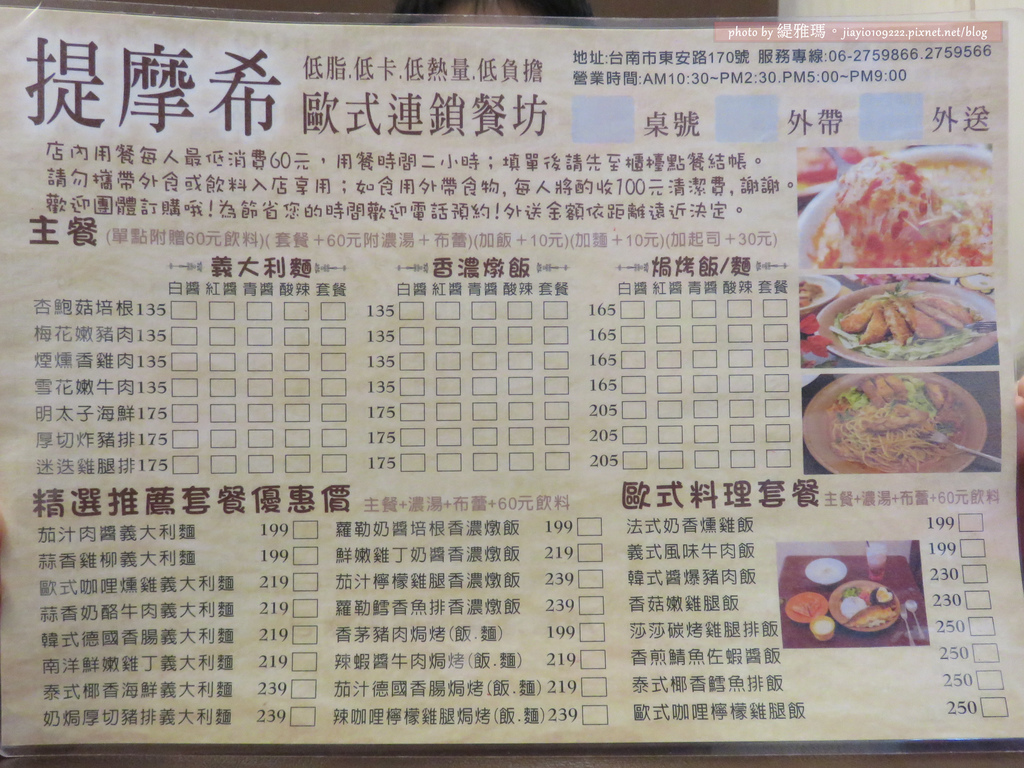 photo by 緹雅瑪。jiayio109222.pixnet.net/blog
提摩希
低脂,低卡,低熱量,低負擔
歐式連鎖餐坊
地址:台南市東安路170號 服務專線:06-2759866.2759566
營業時間:AM10:30~PM2:30.PM5:00~PM9:00
桌號 外帶 外送
店內用餐每人最低消費60元，用餐時間二小時；填單後請先至櫃檯點餐結帳。
請勿攜帶外食或飲料入店享用；如食用外帶食物,每人將酌收100元清潔費,謝謝。
歡迎團體訂購哦!為節省您的時間歡迎電話預約!外送金額依距離遠近決定。
主餐 (單點附贈60元飲料)(套餐+60元附濃湯+布蕾)(加飯+10元)(加麵+10元)(加起司+30元)
義大利麵 香濃燉飯 焗烤飯/麵
白醬 紅醬 青醬 酸辣 套餐 白醬 紅醬 青醬 酸辣 套餐 白醬 紅醬 青醬 酸辣 套餐
杏鮑菇培根135 135 165
梅花嫩豬肉135 135 165
煙燻香雞肉135 135 165
雪花嫩牛肉135 135 165
明太子海鮮175 175 205
厚切炸豬排175 175 205
迷迭雞腿排175 175 205
精選推薦套餐優惠價 主餐+濃湯+布蕾+60元飲料
茄汁肉醬義大利麵 199
蒜香雞柳義大利麵 199
歐式咖哩燻雞義大利麵 219
蒜香奶酪牛肉義大利麵 219
韓式德國香腸義大利麵 219
南洋鮮嫩雞丁義大利麵 219
泰式椰香海鮮義大利麵 239
奶焗厚切豬排義大利麵 239
蘿勒奶醬培根香濃燉飯 199
鮮嫩雞丁奶醬香濃燉飯 219
茄汁檸檬雞腿香濃燉飯 239
蘿勒鱈香魚排香濃燉飯 239
香茅豬肉焗烤(飯.麵) 199
辣蝦醬牛肉焗烤(飯.麵) 219
茄汁德國香腸焗烤(飯.麵) 219
辣咖哩檸檬雞腿焗烤(飯.麵) 239
歐式料理套餐 主餐+濃湯+布蕾+60元飲料
法式奶香燻雞飯 199
義式風味牛肉飯 199
韓式醬爆豬肉飯 230
香菇嫩雞腿飯 230
莎莎碳烤雞腿排飯 250
香煎鯖魚佐蝦醬飯 250
泰式椰香鱈魚排飯 250
歐式咖哩檸檬雞腿飯 250